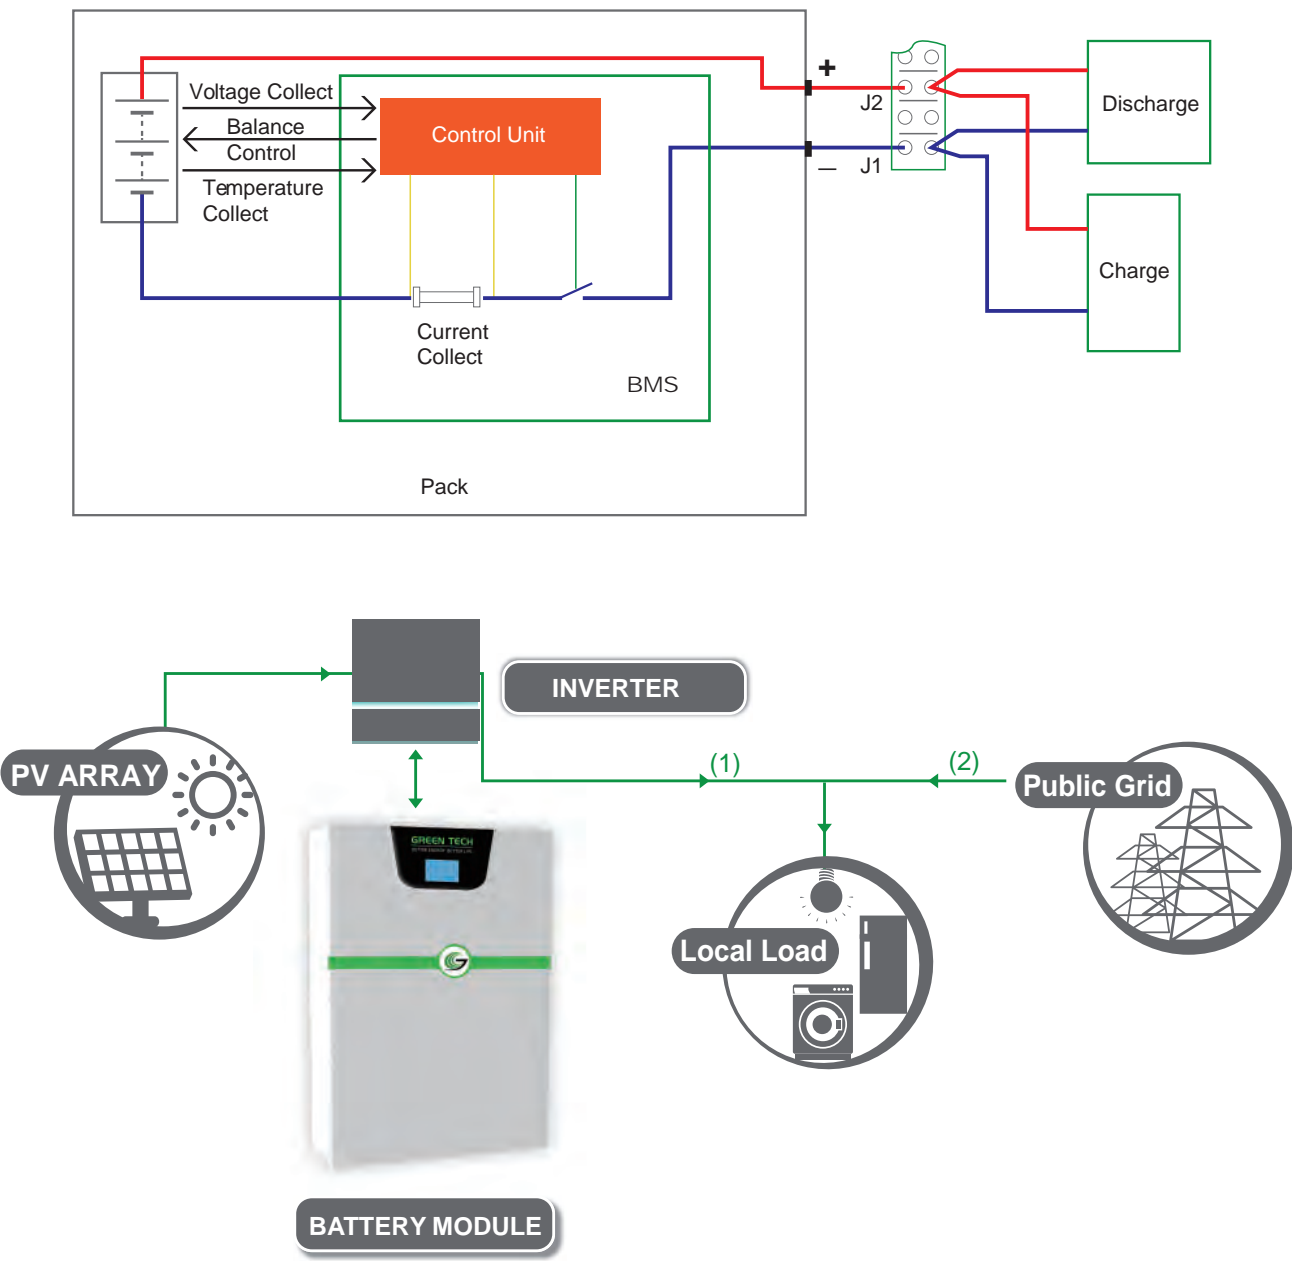 +
Voltage Collect
J2
Discharge
Balance
Control
Control Unit
—
J1
Temperature
Collect
Charge
Current
Collect
BMS
Pack
INVERTER
(1)
(2)
PV ARRAY
Public Grid
GREEN TECH
Local Load
BATTERY MODULE